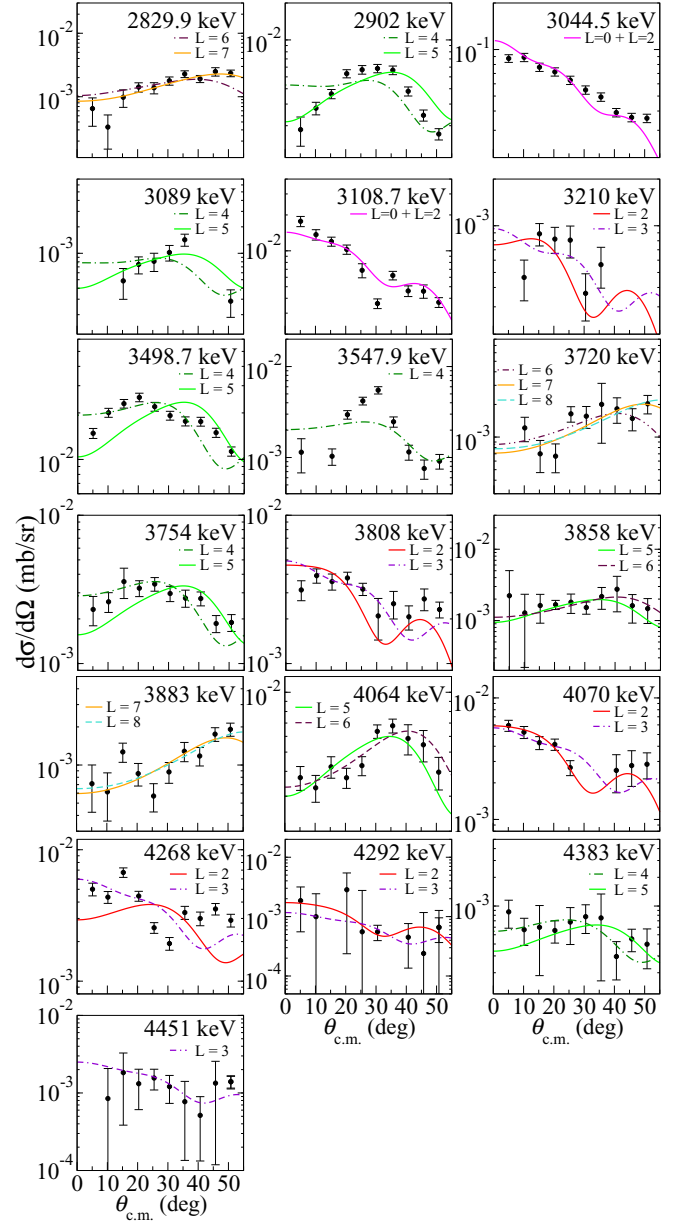 2829.9 keV
L = 6
L = 7
10⁻²
10⁻³
2902 keV
L = 4
L = 5
10⁻²
3044.5 keV
L=0 + L=2
10⁻¹
3089 keV
L = 4
L = 5
10⁻³
3108.7 keV
L=0 + L=2
10⁻²
3210 keV
L = 2
L = 3
10⁻³
3498.7 keV
L = 4
L = 5
10⁻²
3547.9 keV
L = 4
10⁻²
10⁻³
3720 keV
L = 6
L = 7
L = 8
10⁻³
dσ/dΩ (mb/sr)
3754 keV
L = 4
L = 5
10⁻²
10⁻³
3808 keV
L = 2
L = 3
10⁻²
10⁻³
3858 keV
L = 5
L = 6
10⁻²
10⁻³
3883 keV
L = 7
L = 8
10⁻³
4064 keV
L = 5
L = 6
10⁻²
4070 keV
L = 2
L = 3
10⁻²
10⁻³
4268 keV
L = 2
L = 3
10⁻²
10⁻³
4292 keV
L = 2
L = 3
10⁻²
10⁻³
10⁻⁴
0 10 20 30 40 50
θc.m. (deg)
4383 keV
L = 4
L = 5
10⁻³
0 10 20 30 40 50
θc.m. (deg)
4451 keV
L = 3
10⁻²
10⁻³
10⁻⁴
0 10 20 30 40 50
θc.m. (deg)